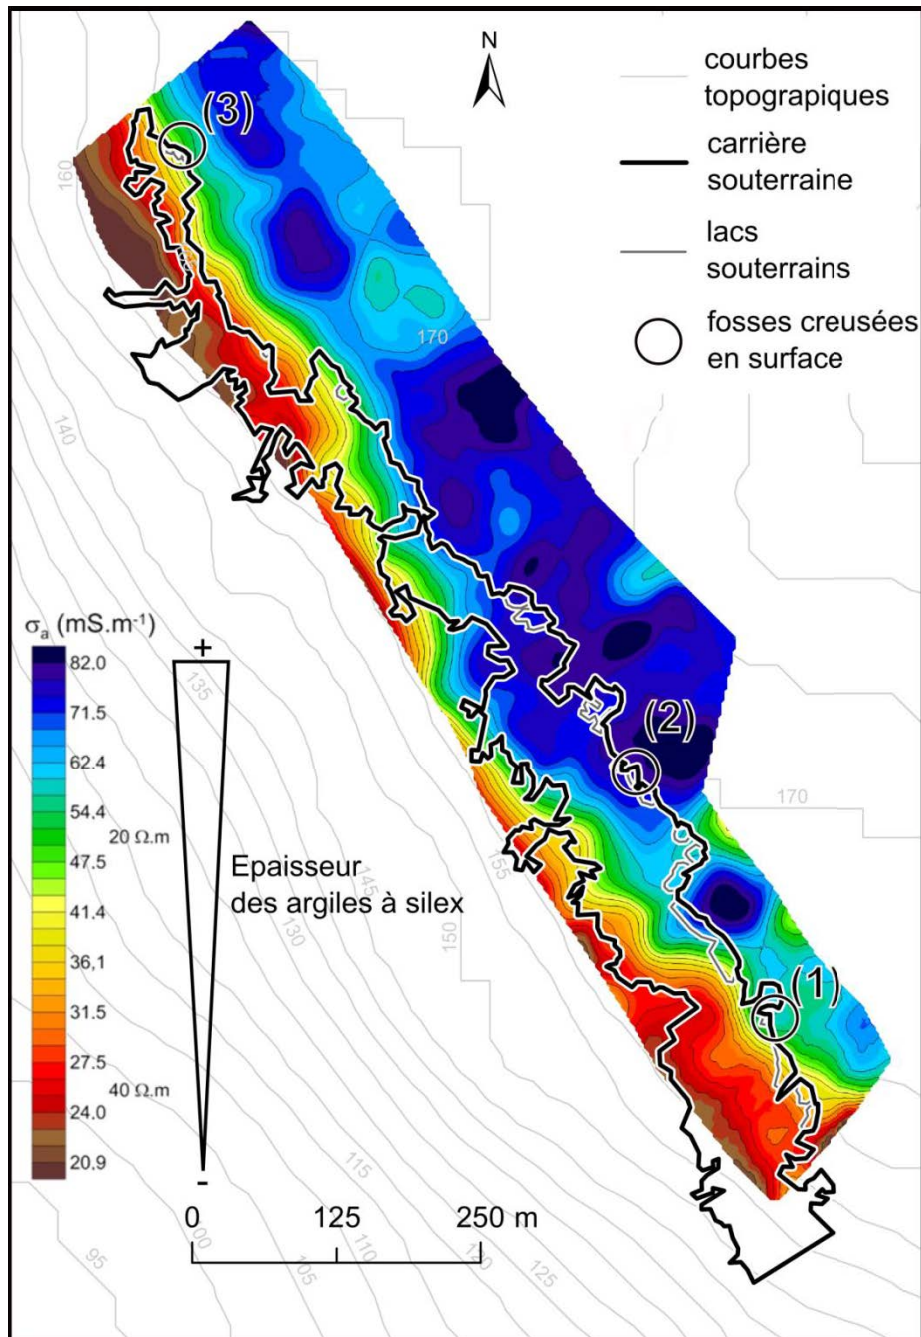 N
courbes
topograpiques
carrière
souterraine
lacs
souterrains
fosses creusées
en surface
(3)
160
170
140
σa (mS.m-1)
82.0
71.5
62.4
54.4
20 Ω.m
47.5
41.4
36,1
31.5
27.5
40 Ω.m
24.0
20.9
+
Epaisseur
des argiles à silex
-
135
(2)
170
155
145
150
130
(1)
0
125
250 m
115
95
100
105
110
120
125